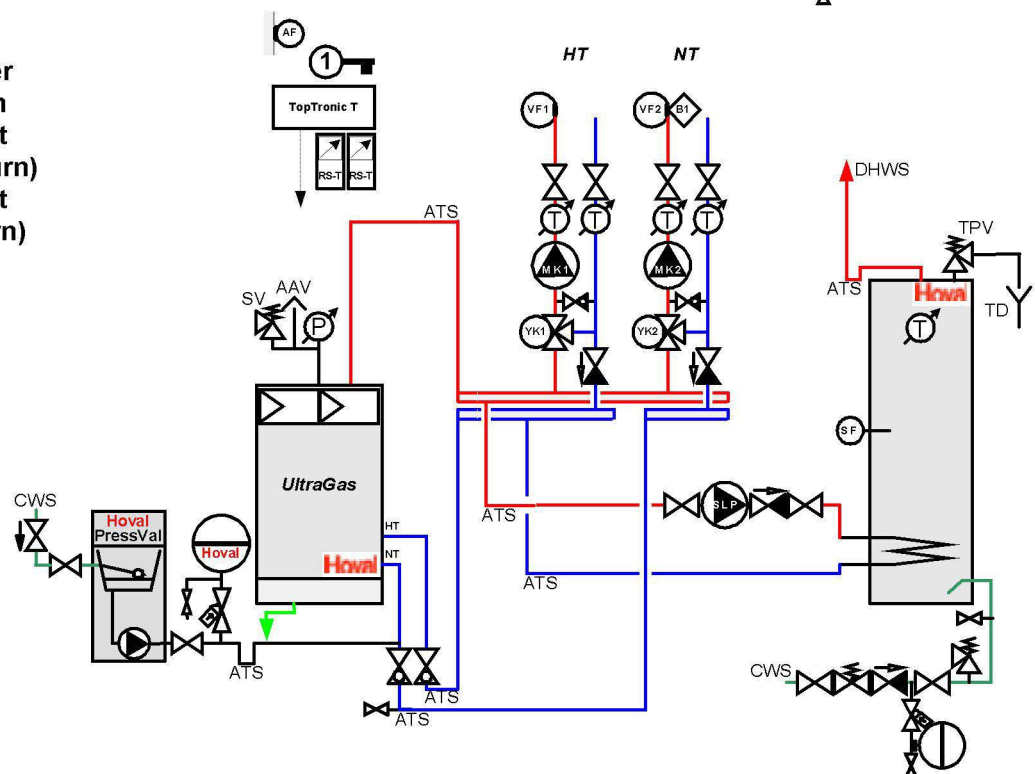 er
n
t
urn)
t
rn)
AF
1
TopTronic T
RS-T
RS-T
HT
NT
VF1
VF2
B1
T
T
T
T
MK1
MK2
YK1
YK2
ATS
AAV
SV
P
UltraGas
HT
NT
Hoval
CWS
Hoval
PressVal
Hoval
ATS
ATS
ATS
ATS
ATS
SLP
DHWS
TPV
ATS
Hoval
TD
T
SF
CWS